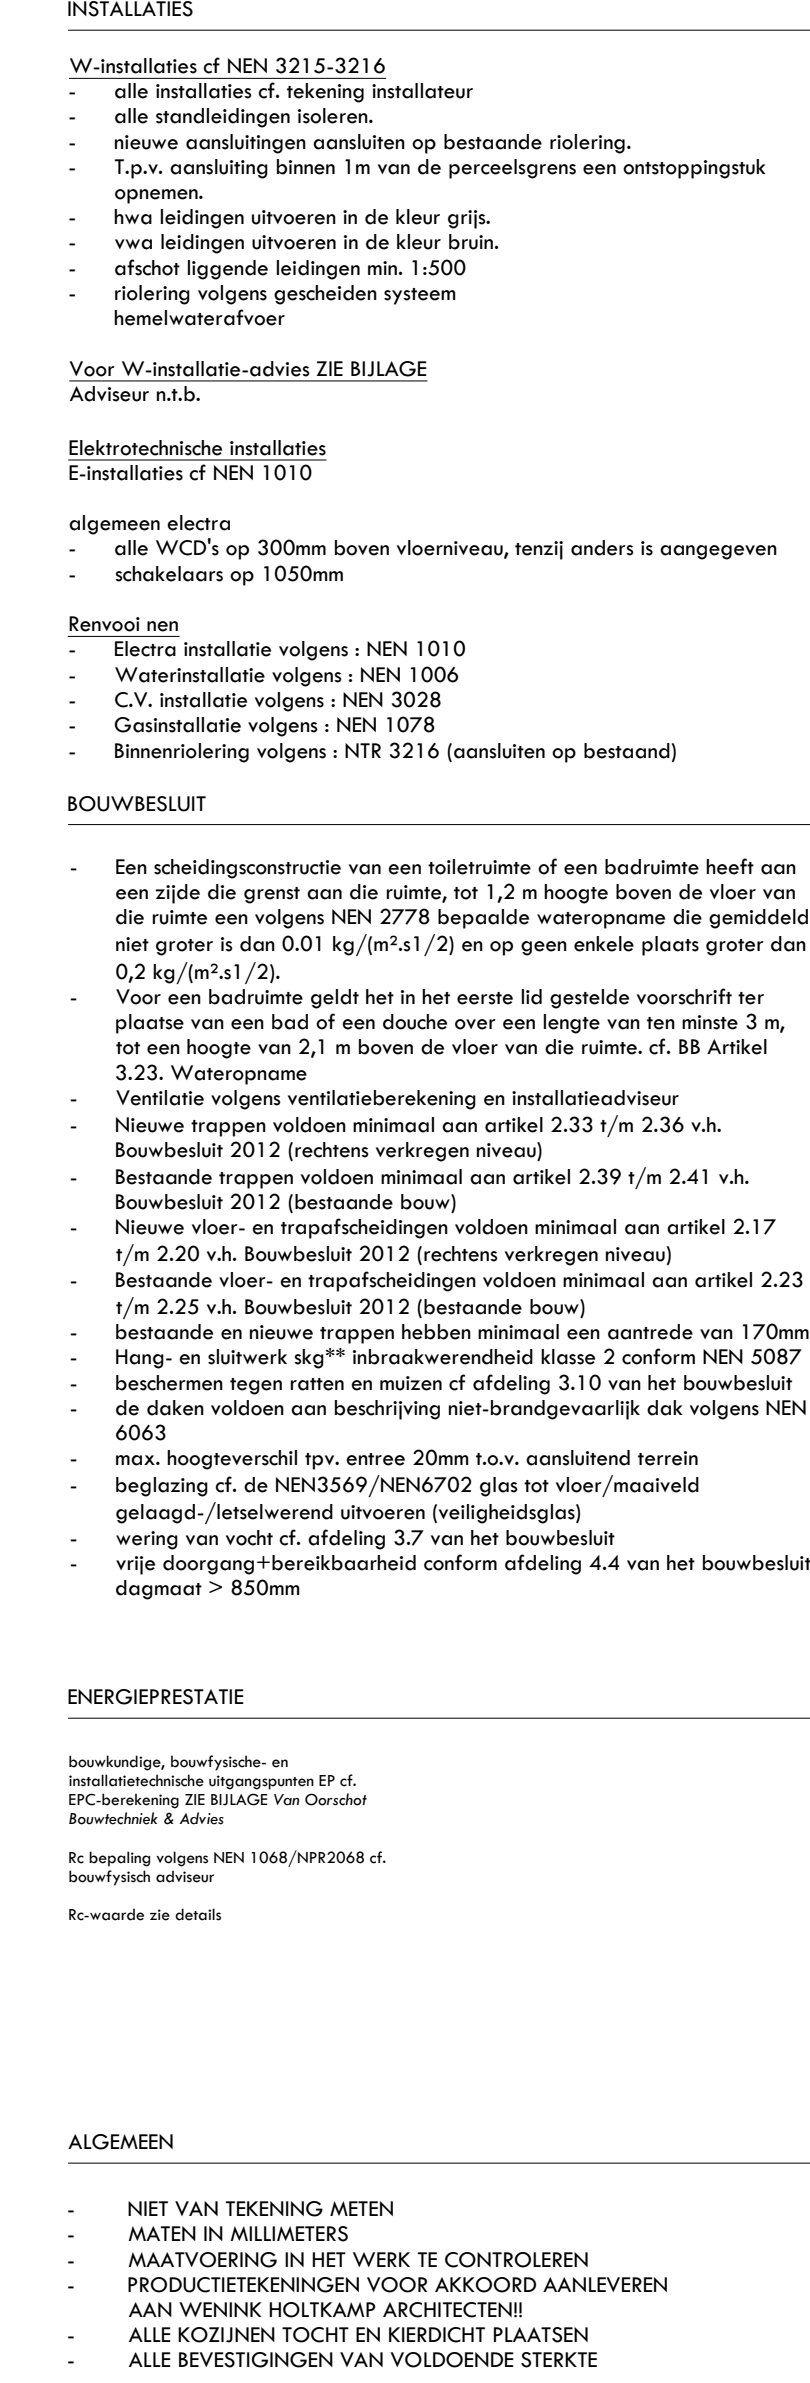 INSTALLATIES
W-installaties cf NEN 3215-3216
- alle installaties cf. tekening installateur
- alle standleidingen isoleren.
- nieuwe aansluitingen aansluiten op bestaande riolering.
- T.p.v. aansluiting binnen 1m van de perceelsgrens een ontstoppingstuk
opnemen.
- hwa leidingen uitvoeren in de kleur grijs.
- vwa leidingen uitvoeren in de kleur bruin.
- afschot liggende leidingen min. 1:500
- riolering volgens gescheiden systeem
hemelwaterafvoer
Voor W-installatie-advies ZIE BIJLAGE
Adviseur n.t.b.
Elektrotechnische installaties
E-installaties cf NEN 1010
algemeen electra
- alle WCD's op 300mm boven vloerniveau, tenzij anders is aangegeven
- schakelaars op 1050mm
Renvooi nen
- Electra installatie volgens : NEN 1010
- Waterinstallatie volgens : NEN 1006
- C.V. installatie volgens : NEN 3028
- Gasinstallatie volgens : NEN 1078
- Binnenriolering volgens : NTR 3216 (aansluiten op bestaand)
BOUWBESLUIT
- Een scheidingsconstructie van een toiletruimte of een badruimte heeft aan
een zijde die grenst aan die ruimte, tot 1,2 m hoogte boven de vloer van
die ruimte een volgens NEN 2778 bepaalde wateropname die gemiddeld
niet groter is dan 0.01 kg/(m².s1/2) en op geen enkele plaats groter dan
0,2 kg/(m².s1/2).
- Voor een badruimte geldt het in het eerste lid gestelde voorschrift ter
plaatse van een bad of een douche over een lengte van ten minste 3 m,
tot een hoogte van 2,1 m boven de vloer van die ruimte. cf. BB Artikel
3.23. Wateropname
- Ventilatie volgens ventilatieberekening en installatieadviseur
- Nieuwe trappen voldoen minimaal aan artikel 2.33 t/m 2.36 v.h.
Bouwbesluit 2012 (rechtens verkregen niveau)
- Bestaande trappen voldoen minimaal aan artikel 2.39 t/m 2.41 v.h.
Bouwbesluit 2012 (bestaande bouw)
- Nieuwe vloer- en trapafscheidingen voldoen minimaal aan artikel 2.17
t/m 2.20 v.h. Bouwbesluit 2012 (rechtens verkregen niveau)
- Bestaande vloer- en trapafscheidingen voldoen minimaal aan artikel 2.23
t/m 2.25 v.h. Bouwbesluit 2012 (bestaande bouw)
- bestaande en nieuwe trappen hebben minimaal een aantrede van 170mm
- Hang- en sluitwerk skg** inbraakwerendheid klasse 2 conform NEN 5087
- beschermen tegen ratten en muizen cf afdeling 3.10 van het bouwbesluit
- de daken voldoen aan beschrijving niet-brandgevaarlijk dak volgens NEN
6063
- max. hoogteverschil tpv. entree 20mm t.o.v. aansluitend terrein
- beglazing cf. de NEN3569/NEN6702 glas tot vloer/maaiveld
gelaagd-/letselwerend uitvoeren (veiligheidsglas)
- wering van vocht cf. afdeling 3.7 van het bouwbesluit
- vrije doorgang+bereikbaarheid conform afdeling 4.4 van het bouwbesluit
dagmaat > 850mm
ENERGIEPRESTATIE
bouwkundige, bouwfysische- en
installatietechnische uitgangspunten EP cf.
EPC-berekening ZIE BIJLAGE Van Oorschot
Bouwtechniek & Advies
Rc bepaling volgens NEN 1068/NPR2068 cf.
bouwfysisch adviseur
Rc-waarde zie details
ALGEMEEN
- NIET VAN TEKENING METEN
- MATEN IN MILLIMETERS
- MAATVOERING IN HET WERK TE CONTROLEREN
- PRODUCTIETEKENINGEN VOOR AKKOORD AANLEVEREN
AAN WENINK HOLTKAMP ARCHITECTEN!!
- ALLE KOZIJNEN TOCHT EN KIERDICHT PLAATSEN
- ALLE BEVESTIGINGEN VAN VOLDOENDE STERKTE